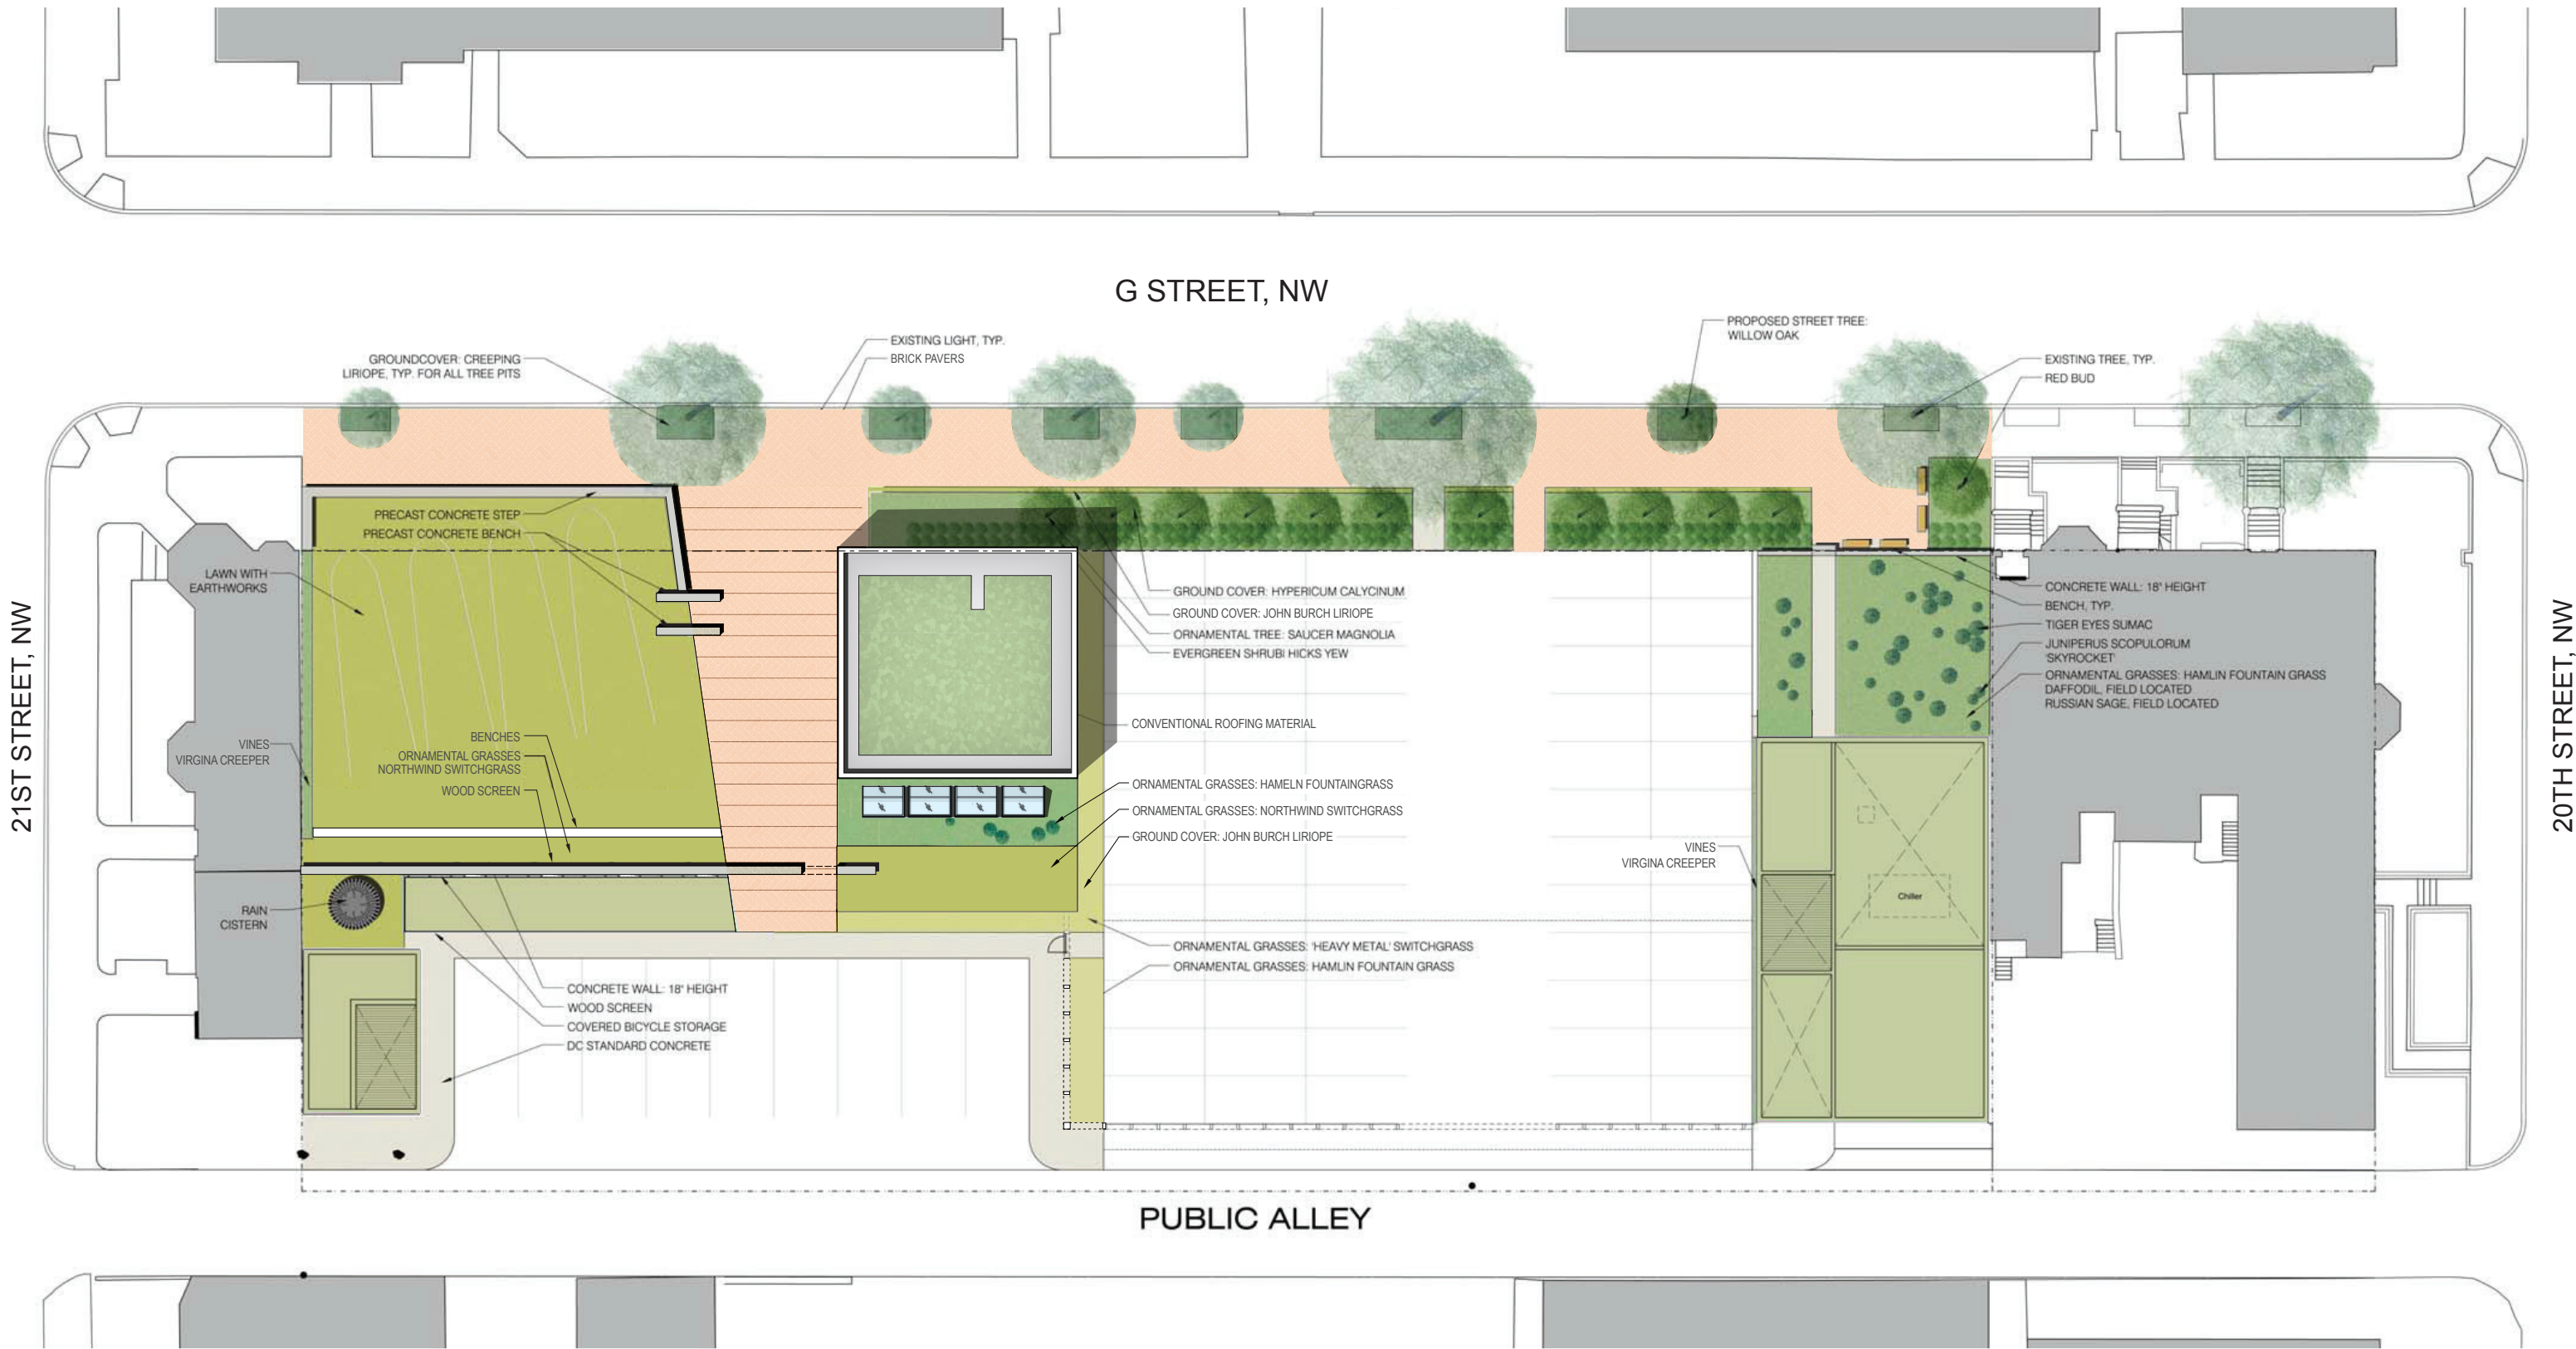 G STREET, NW
GROUNDCOVER: CREEPING
LIRIOPE, TYP. FOR ALL TREE PITS
EXISTING LIGHT, TYP.
BRICK PAVERS
PROPOSED STREET TREE:
WILLOW OAK
EXISTING TREE, TYP.
RED BUD
PRECAST CONCRETE STEP
PRECAST CONCRETE BENCH
LAWN WITH
EARTHWORKS
21ST STREET, NW
VINES
VIRGINA CREEPER
BENCHES
ORNAMENTAL GRASSES
NORTHWIND SWITCHGRASS
WOOD SCREEN
RAIN
CISTERN
CONCRETE WALL: 18" HEIGHT
WOOD SCREEN
COVERED BICYCLE STORAGE
DC STANDARD CONCRETE
GROUND COVER: HYPERICUM CALYCINUM
GROUND COVER: JOHN BURCH LIRIOPE
ORNAMENTAL TREE: SAUCER MAGNOLIA
EVERGREEN SHRUBI HICKS YEW
CONVENTIONAL ROOFING MATERIAL
ORNAMENTAL GRASSES: HAMELN FOUNTAINGRASS
ORNAMENTAL GRASSES: NORTHWIND SWITCHGRASS
GROUND COVER: JOHN BURCH LIRIOPE
ORNAMENTAL GRASSES: 'HEAVY METAL' SWITCHGRASS
ORNAMENTAL GRASSES: HAMLIN FOUNTAIN GRASS
VINES
VIRGINA CREEPER
Chiller
CONCRETE WALL: 18" HEIGHT
BENCH, TYP.
TIGER EYES SUMAC
JUNIPERUS SCOPULORUM
'SKYROCKET'
ORNAMENTAL GRASSES: HAMLIN FOUNTAIN GRASS
DAFFODIL, FIELD LOCATED
RUSSIAN SAGE, FIELD LOCATED
20TH STREET, NW
PUBLIC ALLEY